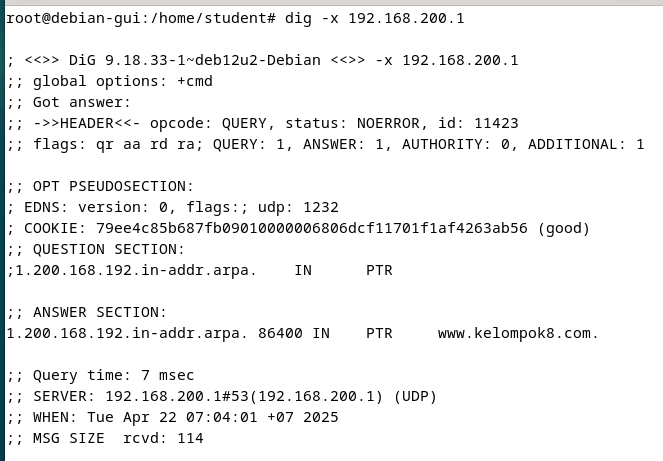 root@debian-gui:/home/student# dig -x 192.168.200.1

; <<>> DiG 9.18.33-1~deb12u2-Debian <<>> -x 192.168.200.1
;; global options: +cmd
;; Got answer:
;; ->>HEADER<<- opcode: QUERY, status: NOERROR, id: 11423
;; flags: qr aa rd ra; QUERY: 1, ANSWER: 1, AUTHORITY: 0, ADDITIONAL: 1

;; OPT PSEUDOSECTION:
; EDNS: version: 0, flags:; udp: 1232
; COOKIE: 79ee4c85b687fb09010000006806dcf11701f1af4263ab56 (good)
;; QUESTION SECTION:
;1.200.168.192.in-addr.arpa.    IN      PTR

;; ANSWER SECTION:
1.200.168.192.in-addr.arpa. 86400 IN    PTR     www.kelompok8.com.

;; Query time: 7 msec
;; SERVER: 192.168.200.1#53(192.168.200.1) (UDP)
;; WHEN: Tue Apr 22 07:04:01 +07 2025
;; MSG SIZE  rcvd: 114